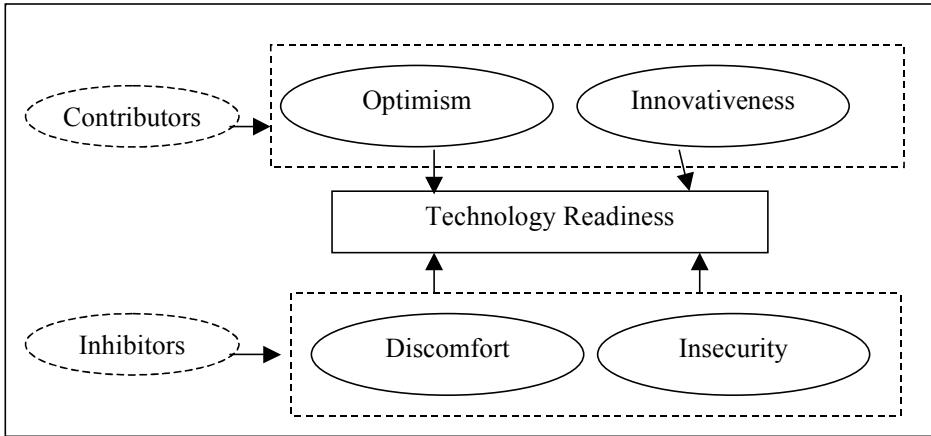 Optimism
Innovativeness
Contributors
Technology Readiness
Inhibitors
Discomfort
Insecurity